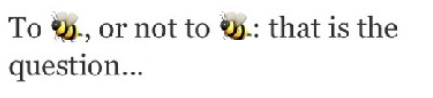 To 🐝, or not to 🐝: that is the
question...